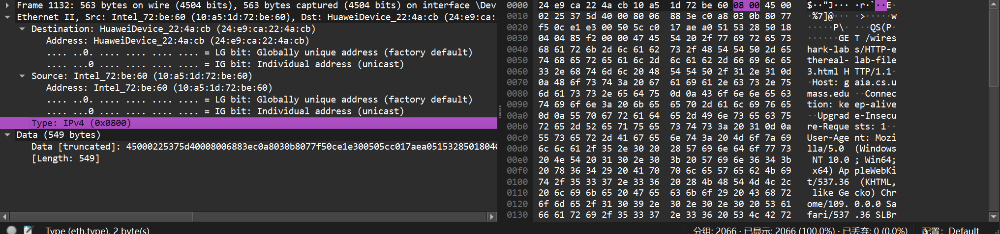 Frame 1132: 563 bytes on wire (4504 bits), 563 bytes captured (4504 bits) on interface \Dev
Ethernet II, Src: Intel_72:be:60 (10:a5:1d:72:be:60), Dst: HuaweiDevice_22:4a:cb (24:e9:ca:
Destination: HuaweiDevice_22:4a:cb (24:e9:ca:22:4a:cb)
Address: HuaweiDevice_22:4a:cb (24:e9:ca:22:4a:cb)
.... ..0. .... .... .... .... = LG bit: Globally unique address (factory default)
.... ...0 .... .... .... .... = IG bit: Individual address (unicast)
Source: Intel_72:be:60 (10:a5:1d:72:be:60)
Address: Intel_72:be:60 (10:a5:1d:72:be:60)
.... ..0. .... .... .... .... = LG bit: Globally unique address (factory default)
.... ...0 .... .... .... .... = IG bit: Individual address (unicast)
Type: IPv4 (0x0800)
Data (549 bytes)
Data [truncated]: 45000225375d40008006883ec0a8030b8077f50ce1e300505cc017aea0515328501804
[Length: 549]
0000 24 e9 ca 22 4a cb 10 a5 1d 72 be 60 08 00 45 00 $··"J··· ·r·`··E·
0010 02 25 37 5d 40 00 80 06 88 3e c0 a8 03 0b 80 77 ·%7]@··· ·>·····w
0020 f5 0c e1 e3 00 50 5c c0 17 ae a0 51 53 28 50 18 ·····P\· ···QS(P·
0030 04 04 85 f2 00 00 47 45 54 20 2f 77 69 72 65 73 ······GE T /wires
0040 68 61 72 6b 2d 6c 61 62 73 2f 48 54 54 50 2d 65 hark-lab s/HTTP-e
0050 74 68 65 72 65 61 6c 2d 6c 61 62 2d 66 69 6c 65 thereal- lab-file
0060 33 2e 68 74 6d 6c 20 48 54 54 50 2f 31 2e 31 0d 3.html H TTP/1.1·
0070 0a 48 6f 73 74 3a 20 67 61 69 61 2e 63 73 2e 75 ·Host: g aia.cs.u
0080 6d 61 73 73 2e 65 64 75 0d 0a 43 6f 6e 6e 65 63 mass.edu ··Connec
0090 74 69 6f 6e 3a 20 6b 65 65 70 2d 61 6c 69 76 65 tion: ke ep-alive
00a0 0d 0a 55 70 67 72 61 64 65 2d 49 6e 73 65 63 75 ··Upgrad e-Insecu
00b0 72 65 2d 52 65 71 75 65 73 74 73 3a 20 31 0d 0a re-Reque sts: 1··
00c0 55 73 65 72 2d 41 67 65 6e 74 3a 20 4d 6f 7a 69 User-Age nt: Mozi
00d0 6c 6c 61 2f 35 2e 30 20 28 57 69 6e 64 6f 77 73 lla/5.0 (Windows
00e0 20 4e 54 20 31 30 2e 30 3b 20 57 69 6e 36 34 3b NT 10.0 ; Win64;
00f0 20 78 36 34 29 20 41 70 70 6c 65 57 65 62 4b 69 x64) Ap pleWebKi
0100 74 2f 35 33 37 2e 33 36 20 28 4b 48 54 4d 4c 2c t/537.36 (KHTML,
0110 20 6c 69 6b 65 20 47 65 63 6b 6f 29 20 43 68 72 like Ge cko) Chr
0120 6f 6d 65 2f 31 30 39 2e 30 2e 30 2e 30 20 53 61 ome/109. 0.0.0 Sa
0130 66 61 72 69 2f 35 33 37 2e 33 36 20 53 4c 42 72 fari/537 .36 SLBr
Type (eth.type), 2 byte(s)
分组: 2066 · 已显示: 2066 (100.0%) · 已丢弃: 0 (0.0%)
配置: Default